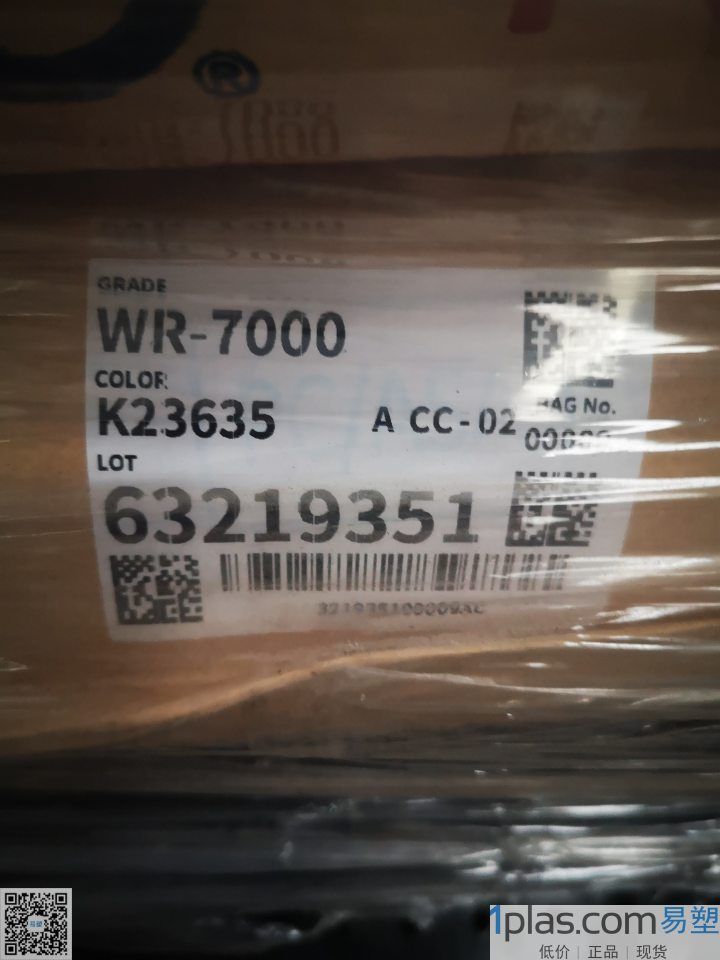 ®
GRADE
WR-7000
COLOR
K23635
A CC-02
BAG No.
LOT
63219351
1plas.com易塑
低价 | 正品 | 现货